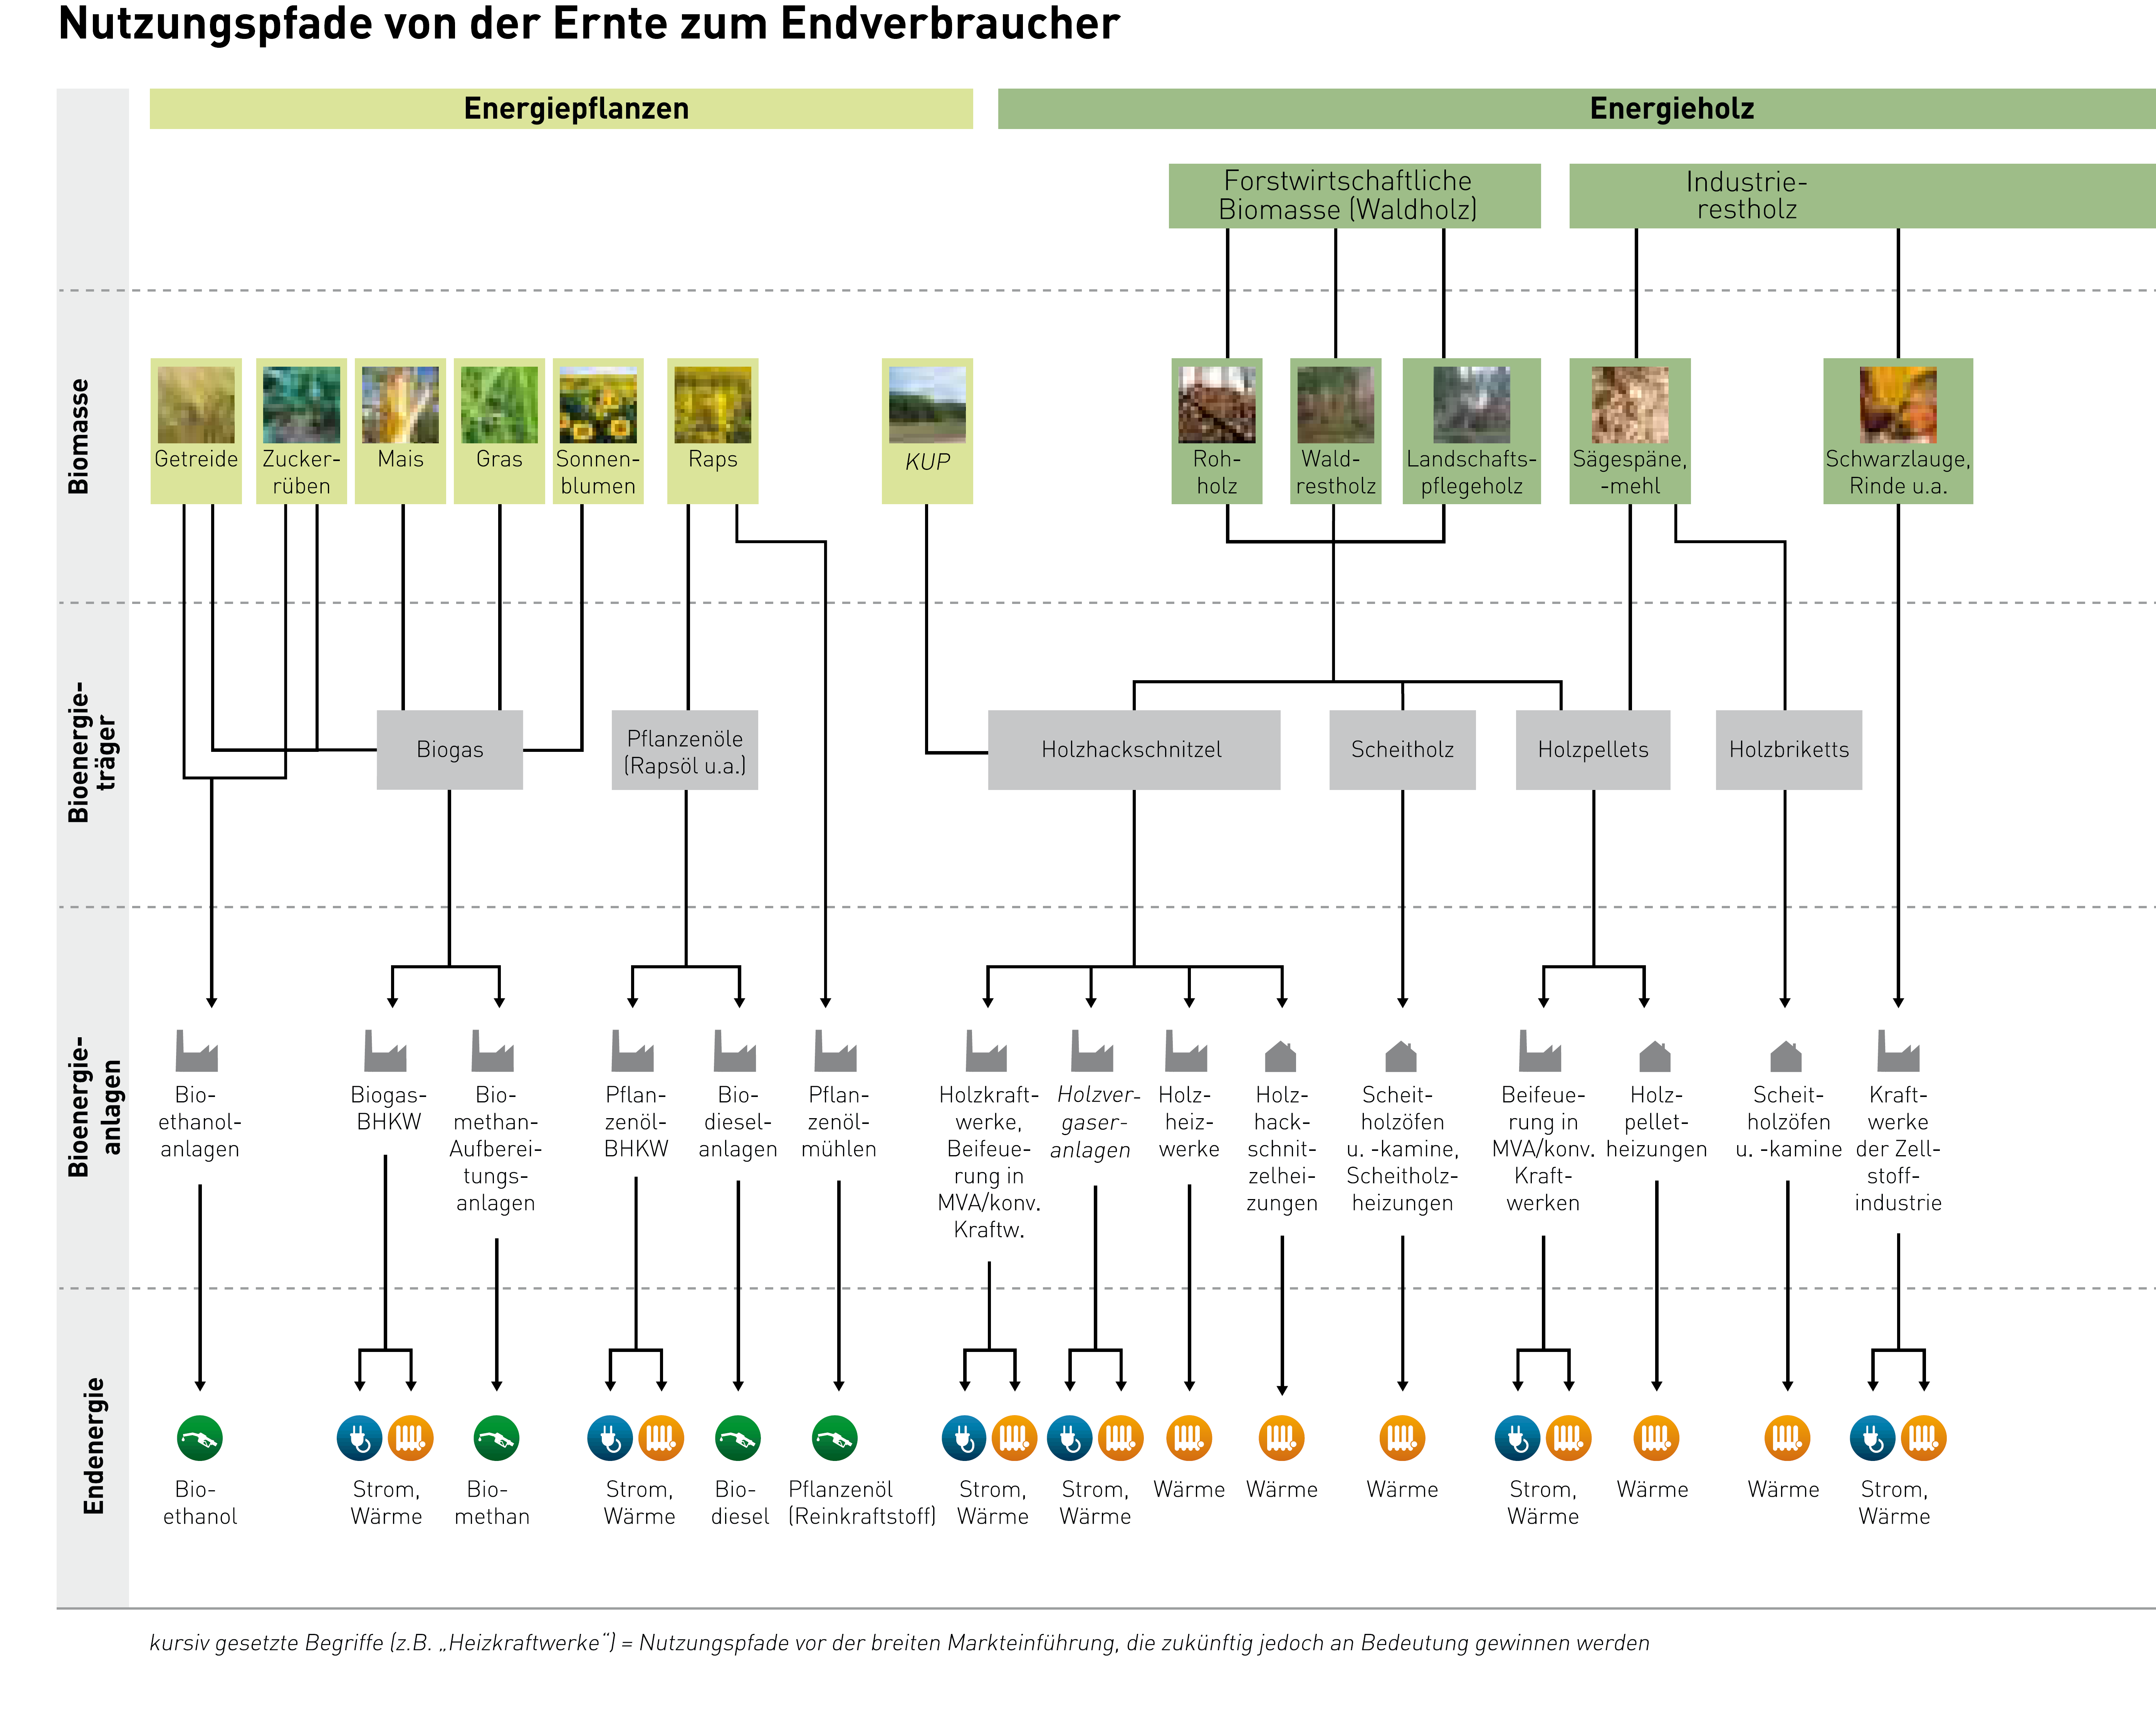 Nutzungspfade von der Ernte zum Endverbraucher
Energiepflanzen
Energieholz
Forstwirtschaftliche
Biomasse (Waldholz)
Industrie-
restholz
Biomasse
Getreide
Zucker-
rüben
Mais
Gras
Sonnen-
blumen
Raps
KUP
Roh-
holz
Wald-
restholz
Landschafts-
pflegeholz
Sägespäne,
-mehl
Schwarzlauge,
Rinde u.a.
Bioenergie-
träger
Biogas
Pflanzenöle
(Rapsöl u.a.)
Holzhackschnitzel
Scheitholz
Holzpellets
Holzbriketts
Bioenergie-
anlagen
Bio-
ethanol-
anlagen
Biogas-
BHKW
Bio-
methan-
Aufberei-
tungs-
anlagen
Pflan-
zenöl-
BHKW
Bio-
diesel-
anlagen
Pflan-
zenöl-
mühlen
Holzkraft-
werke,
Beifeue-
rung in
MVA/konv.
Kraftw.
Holzver-
gaser-
anlagen
Holz-
heiz-
werke
Holz-
hack-
schnit-
zelhei-
zungen
Scheit-
holzöfen
u. -kamine,
Scheitholz-
heizungen
Beifeue-
rung in
MVA/konv.
Kraft-
werken
Holz-
pellet-
heizungen
Scheit-
holzöfen
u. -kamine
Kraft-
werke
der Zell-
stoff-
industrie
Endenergie
Bio-
ethanol
Strom,
Wärme
Bio-
methan
Strom,
Wärme
Bio-
diesel
Pflanzenöl
(Reinkraftstoff)
Strom,
Wärme
Strom,
Wärme
Wärme
Wärme
Wärme
Strom,
Wärme
Wärme
Wärme
Strom,
Wärme
kursiv gesetzte Begriffe (z.B. „Heizkraftwerke“) = Nutzungspfade vor der breiten Markteinführung, die zukünftig jedoch an Bedeutung gewinnen werden